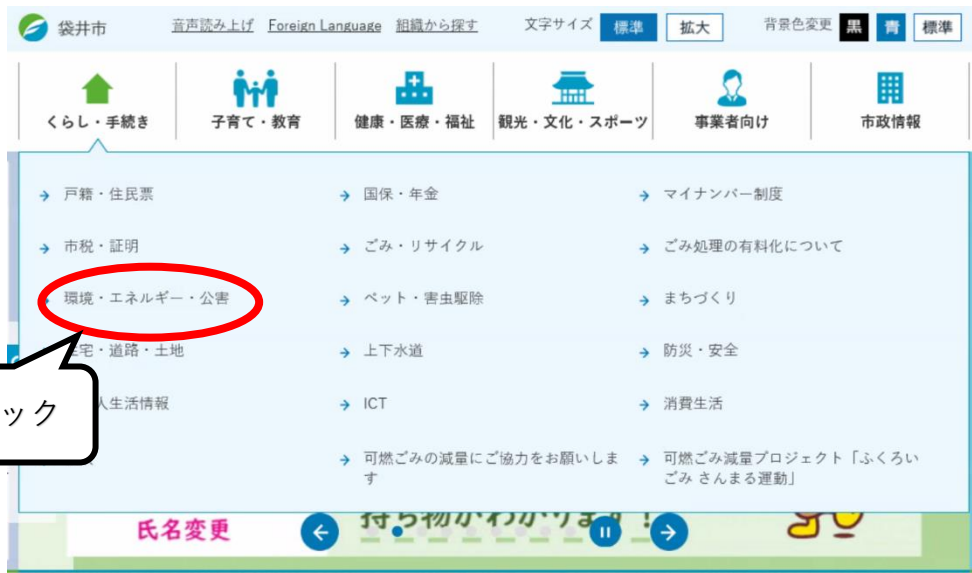 袋井市 音声読み上げ Foreign Language 組織から探す 文字サイズ 標準 拡大 背景色変更 黒 青 標準
くらし・手続き 子育て・教育 健康・医療・福祉 観光・文化・スポーツ 事業者向け 市政情報
戸籍・住民票 国保・年金 マイナンバー制度
市税・証明 ごみ・リサイクル ごみ処理の有料化について
環境・エネルギー・公害 ペット・害虫駆除 まちづくり
宅・道路・土地 上下水道 防災・安全
人生活情報 ICT 消費生活
ック
可燃ごみの減量にご協力をお願いしま 可燃ごみ減量プロジェクト「ふくろい
す ごみ さんまる運動」
氏名変更 持ち物がわかります!